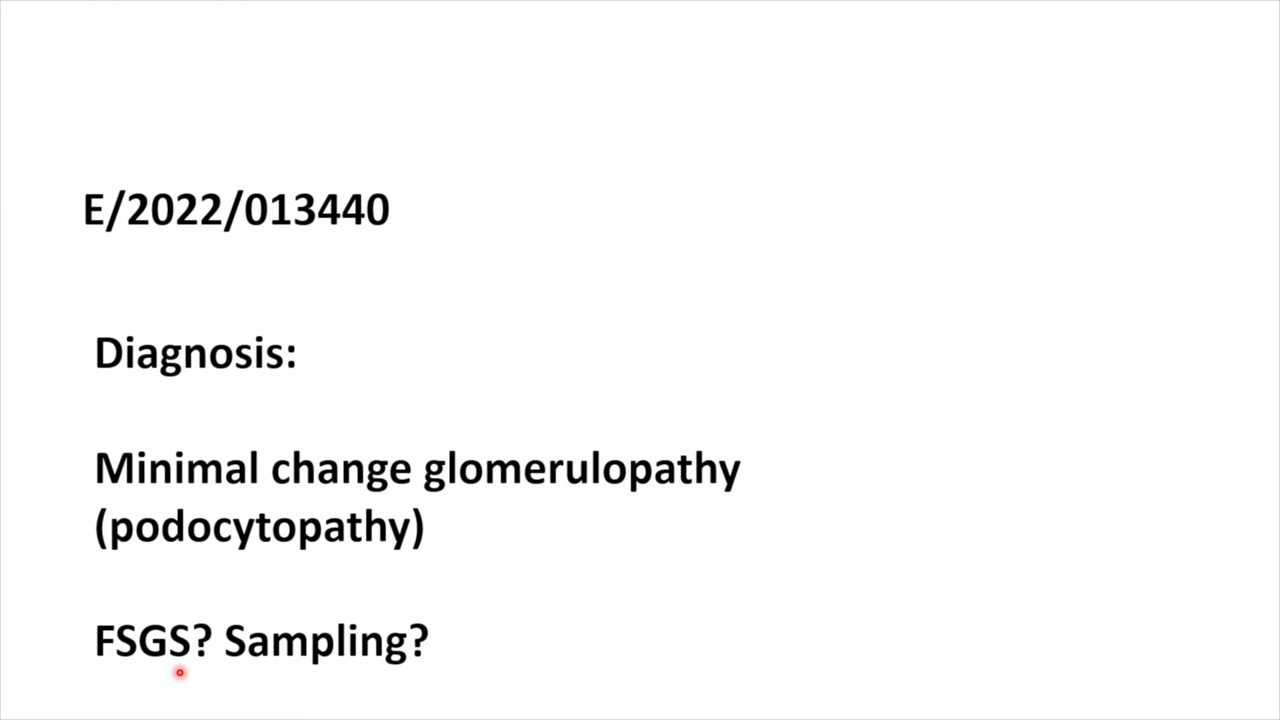 E/2022/013440
Diagnosis:
Minimal change glomerulopathy
(podocytopathy)
FSGS? Sampling?